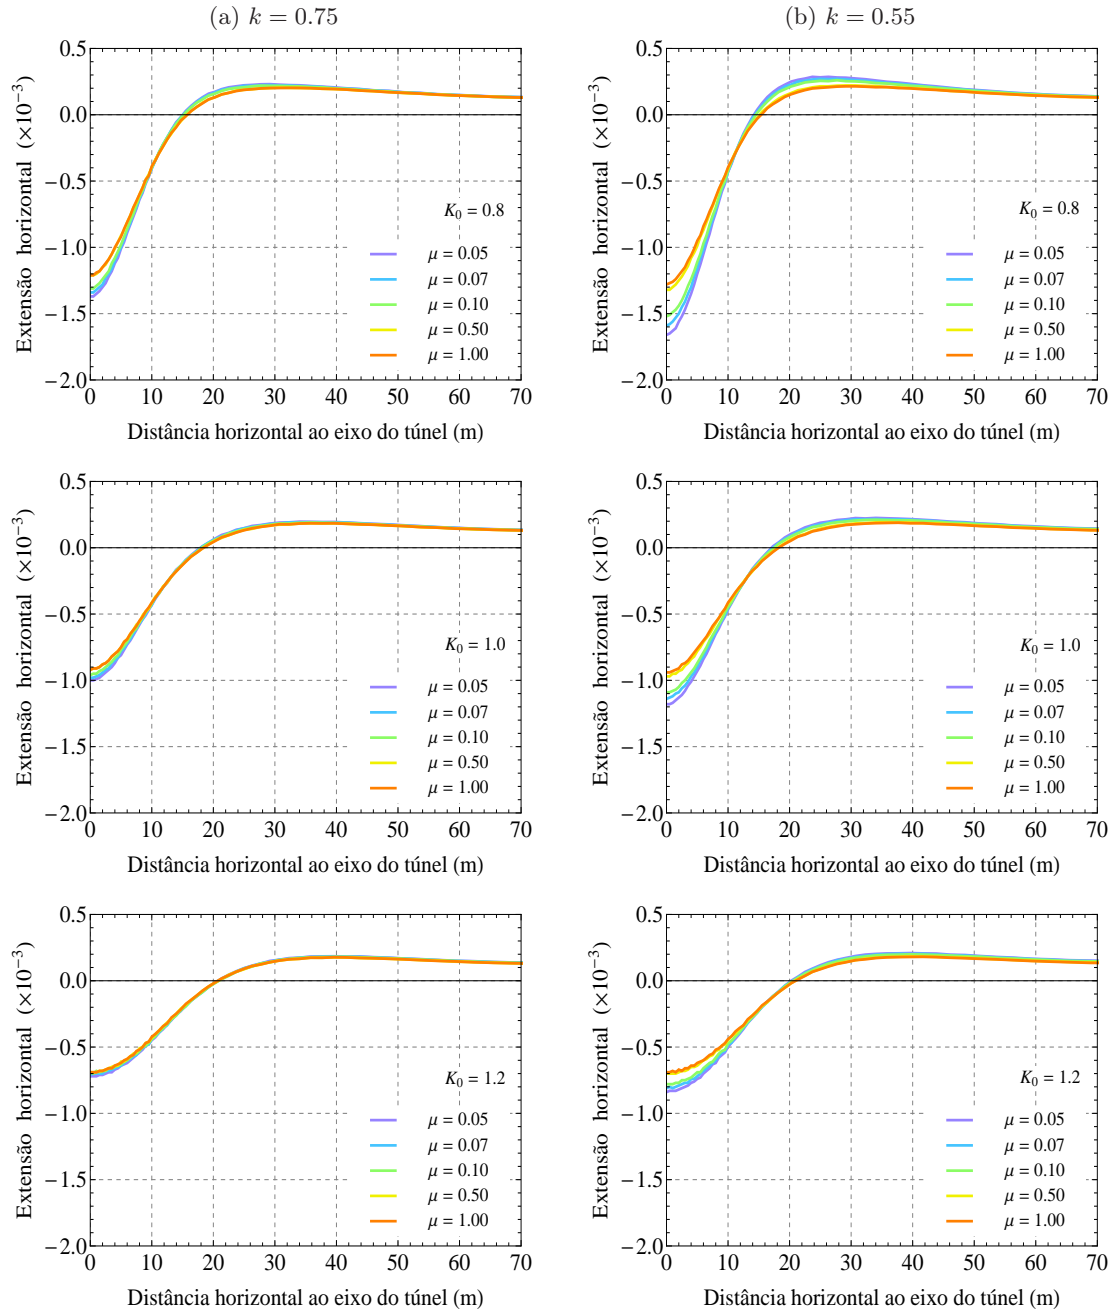 (a) k = 0.75
(b) k = 0.55
Extensão horizontal (×10⁻³)
0.5
0.0
−0.5
−1.0
−1.5
−2.0
K₀ = 0.8
μ = 0.05
μ = 0.07
μ = 0.10
μ = 0.50
μ = 1.00
0 10 20 30 40 50 60 70
Distância horizontal ao eixo do túnel (m)
Extensão horizontal (×10⁻³)
0.5
0.0
−0.5
−1.0
−1.5
−2.0
K₀ = 0.8
μ = 0.05
μ = 0.07
μ = 0.10
μ = 0.50
μ = 1.00
0 10 20 30 40 50 60 70
Distância horizontal ao eixo do túnel (m)
Extensão horizontal (×10⁻³)
0.5
0.0
−0.5
−1.0
−1.5
−2.0
K₀ = 1.0
μ = 0.05
μ = 0.07
μ = 0.10
μ = 0.50
μ = 1.00
0 10 20 30 40 50 60 70
Distância horizontal ao eixo do túnel (m)
Extensão horizontal (×10⁻³)
0.5
0.0
−0.5
−1.0
−1.5
−2.0
K₀ = 1.0
μ = 0.05
μ = 0.07
μ = 0.10
μ = 0.50
μ = 1.00
0 10 20 30 40 50 60 70
Distância horizontal ao eixo do túnel (m)
Extensão horizontal (×10⁻³)
0.5
0.0
−0.5
−1.0
−1.5
−2.0
K₀ = 1.2
μ = 0.05
μ = 0.07
μ = 0.10
μ = 0.50
μ = 1.00
0 10 20 30 40 50 60 70
Distância horizontal ao eixo do túnel (m)
Extensão horizontal (×10⁻³)
0.5
0.0
−0.5
−1.0
−1.5
−2.0
K₀ = 1.2
μ = 0.05
μ = 0.07
μ = 0.10
μ = 0.50
μ = 1.00
0 10 20 30 40 50 60 70
Distância horizontal ao eixo do túnel (m)